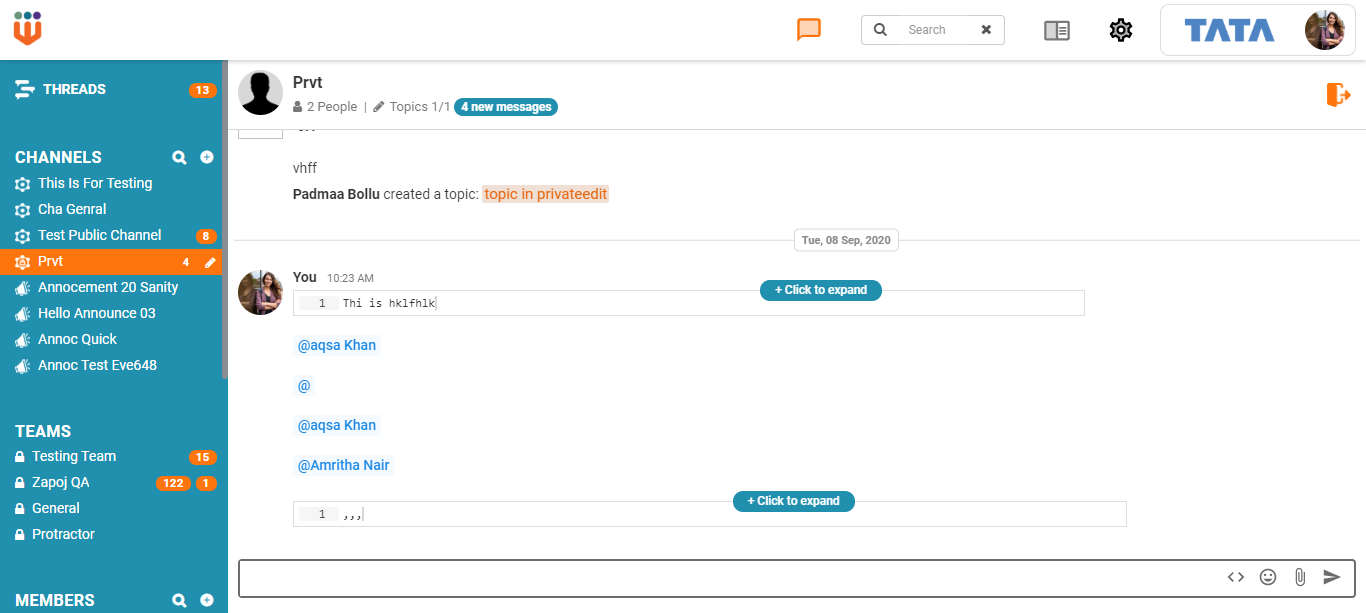 Search
TATA
THREADS 13
CHANNELS
This Is For Testing
Cha Genral
Test Public Channel 8
Prvt 4
Annocement 20 Sanity
Hello Announce 03
Annoc Quick
Annoc Test Eve648
TEAMS
Testing Team 15
Zapoj QA 122 1
General
Protractor
MEMBERS
Prvt
2 People | Topics 1/1 4 new messages
vhff
Padmaa Bollu created a topic: topic in privateedit
Tue, 08 Sep, 2020
You 10:23 AM
+ Click to expand
1 Thi is hklfhlk
@aqsa Khan
@
@aqsa Khan
@Amritha Nair
+ Click to expand
1 ,,,